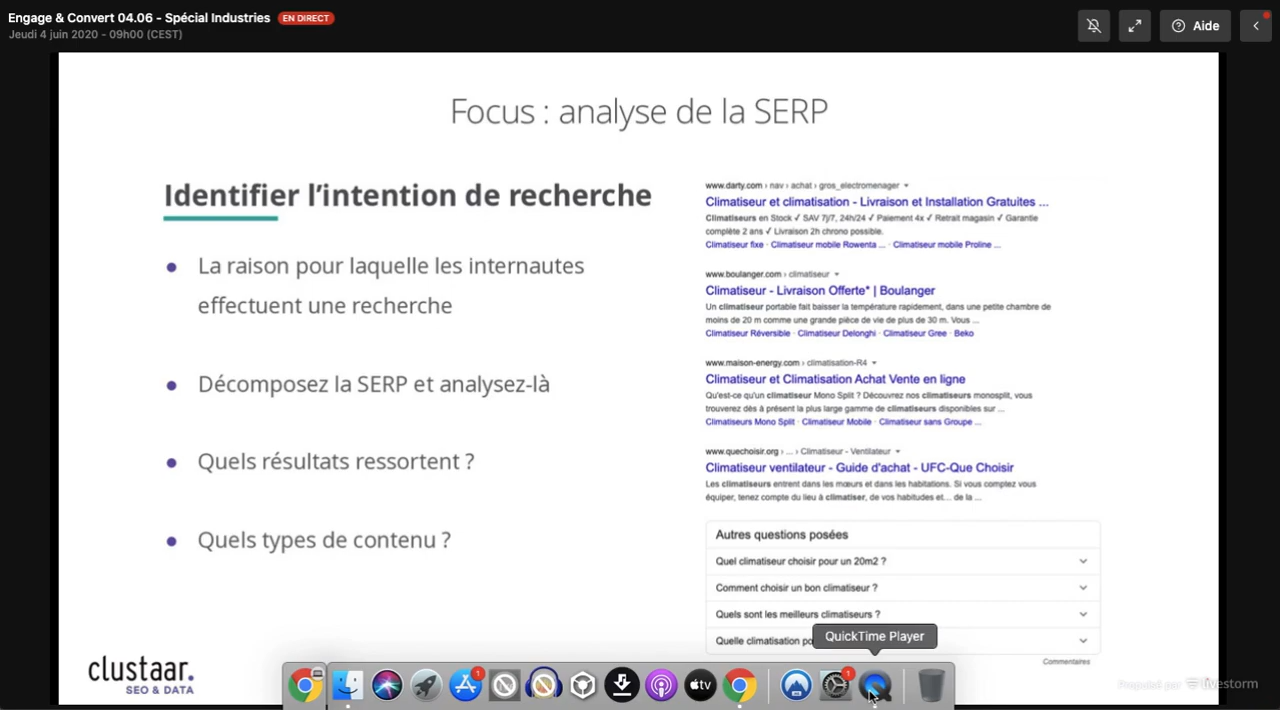 Engage & Convert 04.06 - Spécial Industries EN DIRECT
Jeudi 4 juin 2020 - 09h00 (CEST)
Aide
Focus : analyse de la SERP
Identifier l’intention de recherche
La raison pour laquelle les internautes
effectuent une recherche
Décomposez la SERP et analysez-là
Quels résultats ressortent ?
Quels types de contenu ?
www.darty.com › nav › achat › gros_electromenager
Climatiseur et climatisation - Livraison et Installation Gratuites ...
Climatiseurs en Stock ✓ SAV 7j/7, 24h/24 ✓ Paiement 4x ✓ Retrait magasin ✓ Garantie
complète 2 ans ✓ Livraison 2h chrono possible.
Climatiseur fixe · Climatiseur mobile Rowenta ... · Climatiseur mobile Proline ...
www.boulanger.com › climatiseur
Climatiseur - Livraison Offerte* | Boulanger
Un climatiseur portable fait baisser la température rapidement, dans une petite chambre de
moins de 20 m comme une grande pièce de vie de plus de 30 m. Vous ...
Climatiseur Réversible · Climatiseur Delonghi · Climatiseur Gree · Beko
www.maison-energy.com › climatisation-R4
Climatiseur et Climatisation Achat Vente en ligne
Qu'est-ce qu'un climatiseur Mono Split ? Découvrez nos climatiseurs monosplit, vous
trouverez dès à présent la plus large gamme de climatiseurs disponibles sur ...
Climatiseurs Mono Split · Climatiseur Mobile · Climatiseur sans Groupe ...
www.quechoisir.org › ... › Climatiseur - Ventilateur
Climatiseur ventilateur - Guide d'achat - UFC-Que Choisir
Les climatiseurs entrent dans les mœurs et dans les habitations. Si vous comptez vous
équiper, tenez compte du lieu à climatiser, de vos habitudes et... de la ...
Autres questions posées
Quel climatiseur choisir pour un 20m2 ?
Comment choisir un bon climatiseur ?
Quels sont les meilleurs climatiseurs ?
Quelle climatisation
QuickTime Player
Commentaires
clustaar.
SEO & DATA
1
tv
1
Propulsé par livestorm